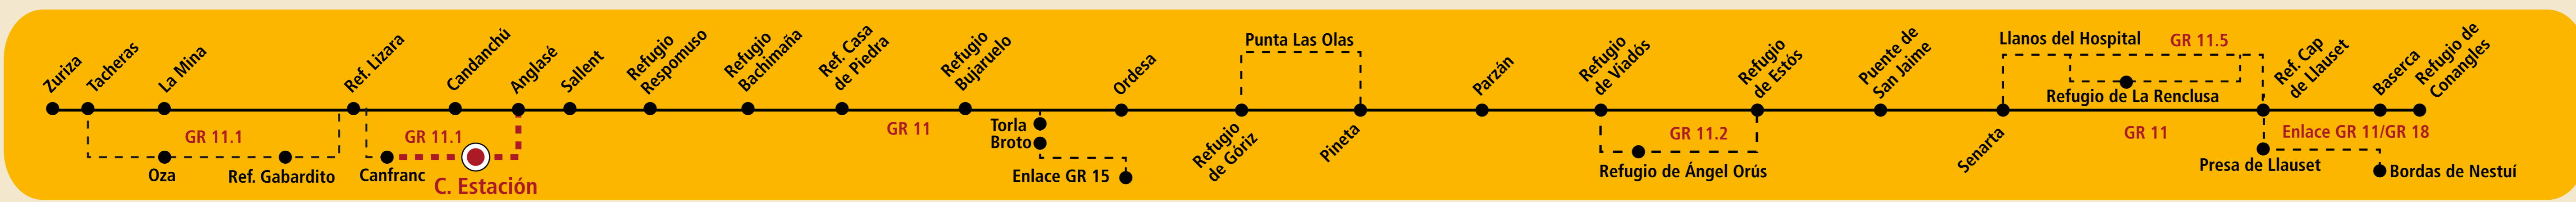 Zuriza
Tacheras
La Mina
Ref. Lizara
Candanchú
Anglasé
Sallent
Refugio
Respomuso
Refugio
Bachimaña
Ref. Casa
de Piedra
Refugio
Bujaruelo
Ordesa
Punta Las Olas
Parzán
Refugio
de Viadós
Refugio
de Estós
Puente de
San Jaime
Llanos del Hospital
GR 11.5
Refugio de La Renclusa
Ref. Cap
de Llauset
Baserca
Refugio de
Conangles
GR 11.1
Oza
Ref. Gabardito
GR 11.1
Canfranc
C. Estación
GR 11
Torla
Broto
Enlace GR 15
Refugio
de Góriz
Pineta
GR 11.2
Refugio de Ángel Orús
Senarta
GR 11
Enlace GR 11/GR 18
Presa de Llauset
Bordas de Nestuí